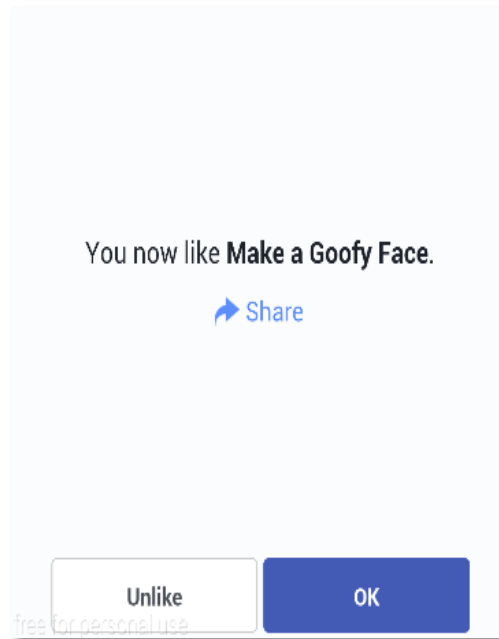 You now like Make a Goofy Face.
Share
Unlike
OK
free for personal use